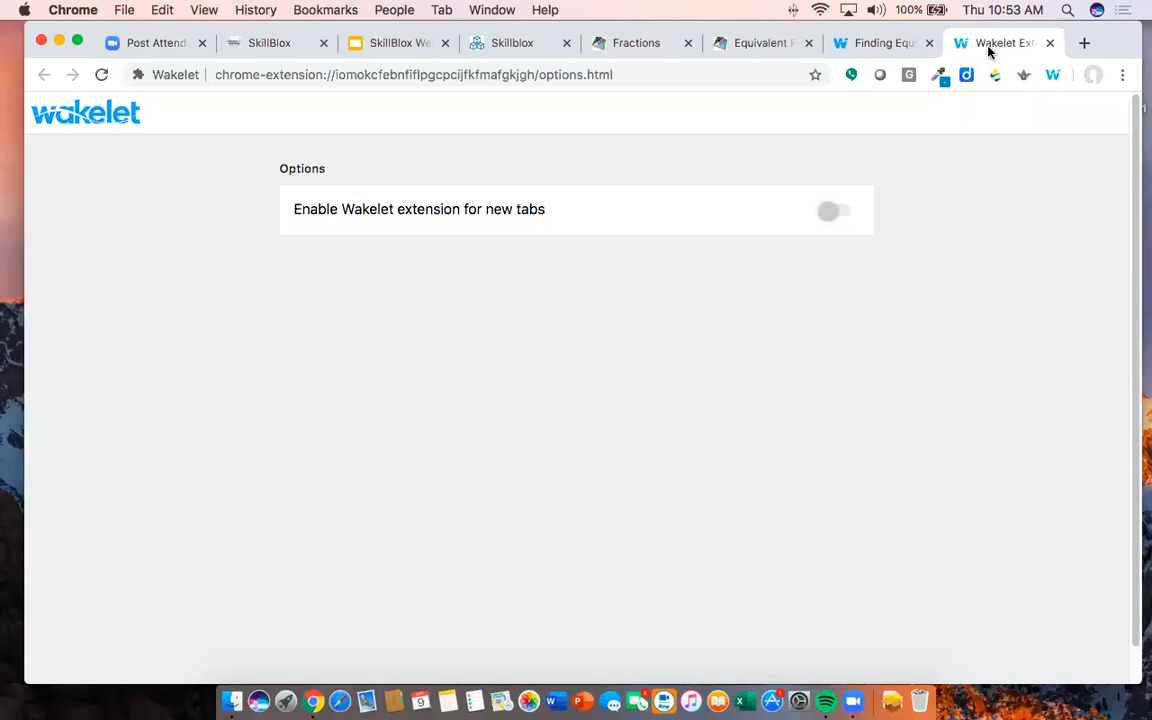 Chrome File Edit View History Bookmarks People Tab Window Help 100% Thu 10:53 AM
Post Attend SkillBlox SkillBlox We Skillblox Fractions Equivalent F Finding Equ Wakelet Ext
Wakelet chrome-extension://iomokcfebnfiflpgcpcijfkfmafgkjgh/options.html
wakelet
Options
Enable Wakelet extension for new tabs